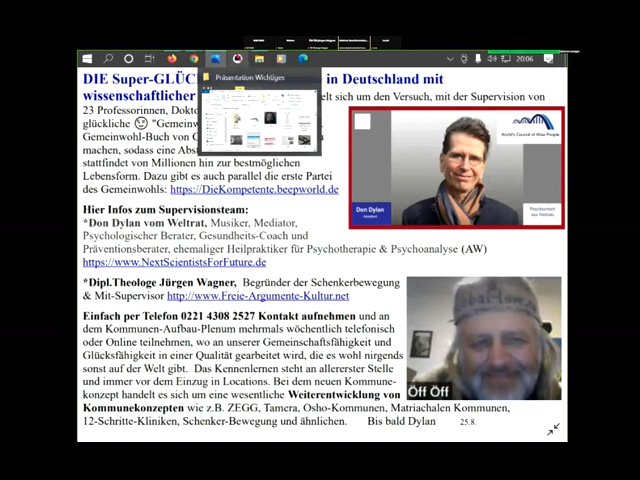 20:06
DIE Super-GLÜC
in Deutschland mit
Präsentation Wichtiges
wissenschaftlicher
elt sich um den Versuch, mit der Supervision von
23 Professorinnen, Dokto
glückliche 😉 "Gemeinw
Gemeinwohl-Buch von C
machen, sodass eine Abs
stattfindet von Millionen hin zur bestmöglichen
Lebensform. Dazu gibt es auch parallel die erste Partei
des Gemeinwohls: https://DieKompetente.beepworld.de
World's Council of Wise People
Don Dylan
Assistent
Repräsentant
des Weltrats
Hier Infos zum Supervisionsteam:
*Don Dylan vom Weltrat, Musiker, Mediator,
Psychologischer Berater, Gesundheits-Coach und
Präventionsberater, ehemaliger Heilpraktiker für Psychotherapie & Psychoanalyse (AW)
https://www.NextScientistsForFuture.de
*Dipl.Theologe Jürgen Wagner, Begründer der Schenkerbewegung
& Mit-Supervisor http://www.Freie-Argumente-Kultur.net
Einfach per Telefon 0221 4308 2527 Kontakt aufnehmen und an
dem Kommunen-Aufbau-Plenum mehrmals wöchentlich telefonisch
oder Online teilnehmen, wo an unserer Gemeinschaftsfähigkeit und
Glücksfähigkeit in einer Qualität gearbeitet wird, die es wohl nirgends
sonst auf der Welt gibt. Das Kennenlernen steht an allererster Stelle
und immer vor dem Einzug in Locations. Bei dem neuen Kommune-
konzept handelt es sich um eine wesentliche Weiterentwicklung von
Kommunekonzepten wie z.B. ZEGG, Tamera, Osho-Kommunen, Matriachalen Kommunen,
12-Schritte-Kliniken, Schenker-Bewegung und ähnlichen. Bis bald Dylan 25.8.
Öff Öff